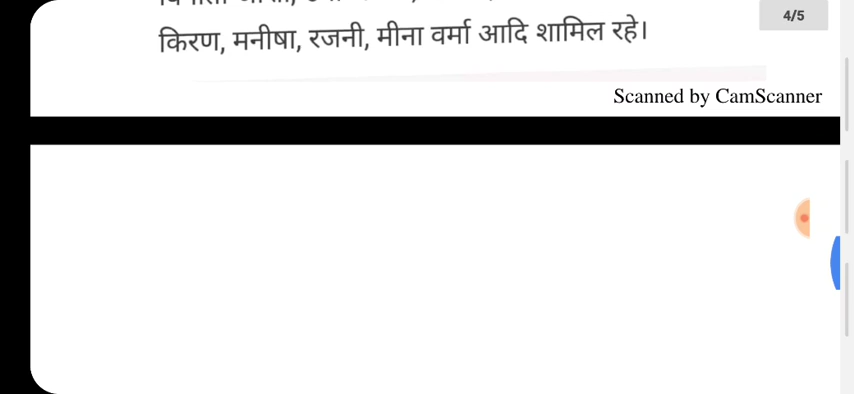 4/5
किरण, मनीषा, रजनी, मीना वर्मा आदि शामिल रहे।
Scanned by CamScanner